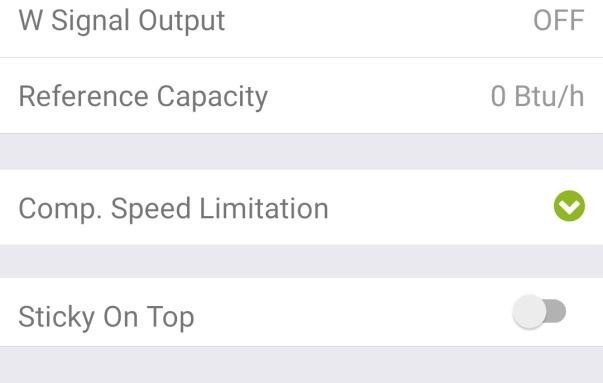 W Signal Output OFF
Reference Capacity 0 Btu/h
Comp. Speed Limitation
Sticky On Top